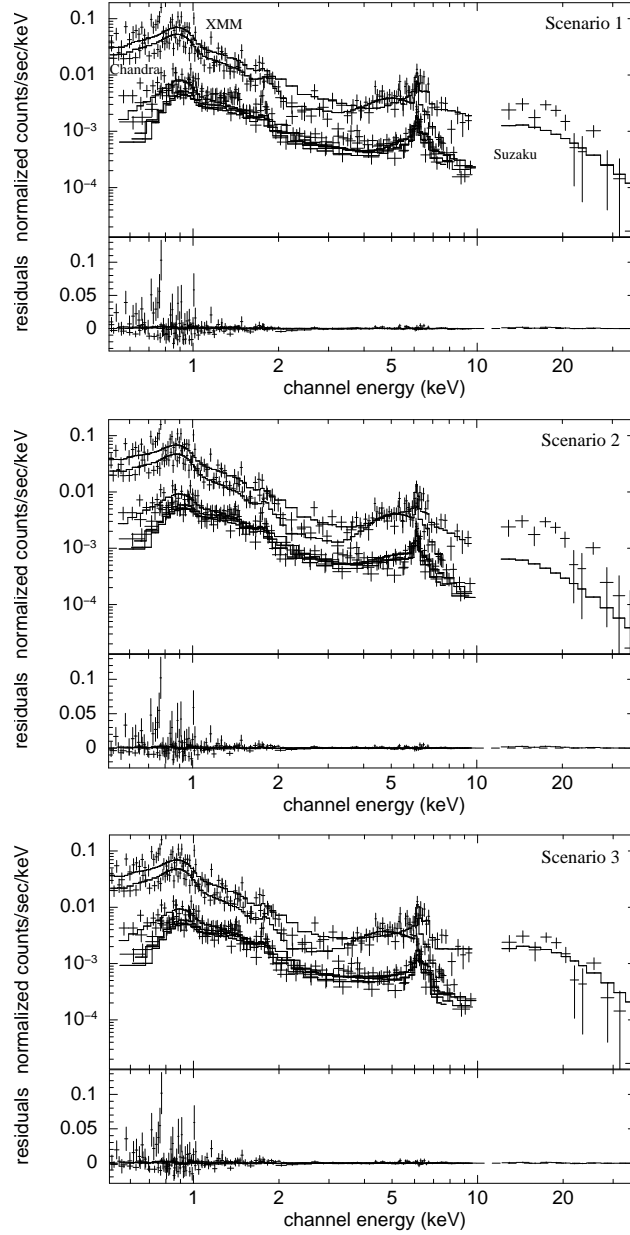 0.1
XMM
Scenario 1
0.01
Chandra
10⁻³
Suzaku
10⁻⁴
normalized counts/sec/keV
0.1
0.05
0
residuals
1 2 5 10 20
channel energy (keV)
0.1
Scenario 2
0.01
10⁻³
10⁻⁴
normalized counts/sec/keV
0.1
0.05
0
residuals
1 2 5 10 20
channel energy (keV)
0.1
Scenario 3
0.01
10⁻³
10⁻⁴
normalized counts/sec/keV
0.1
0.05
0
residuals
1 2 5 10 20
channel energy (keV)